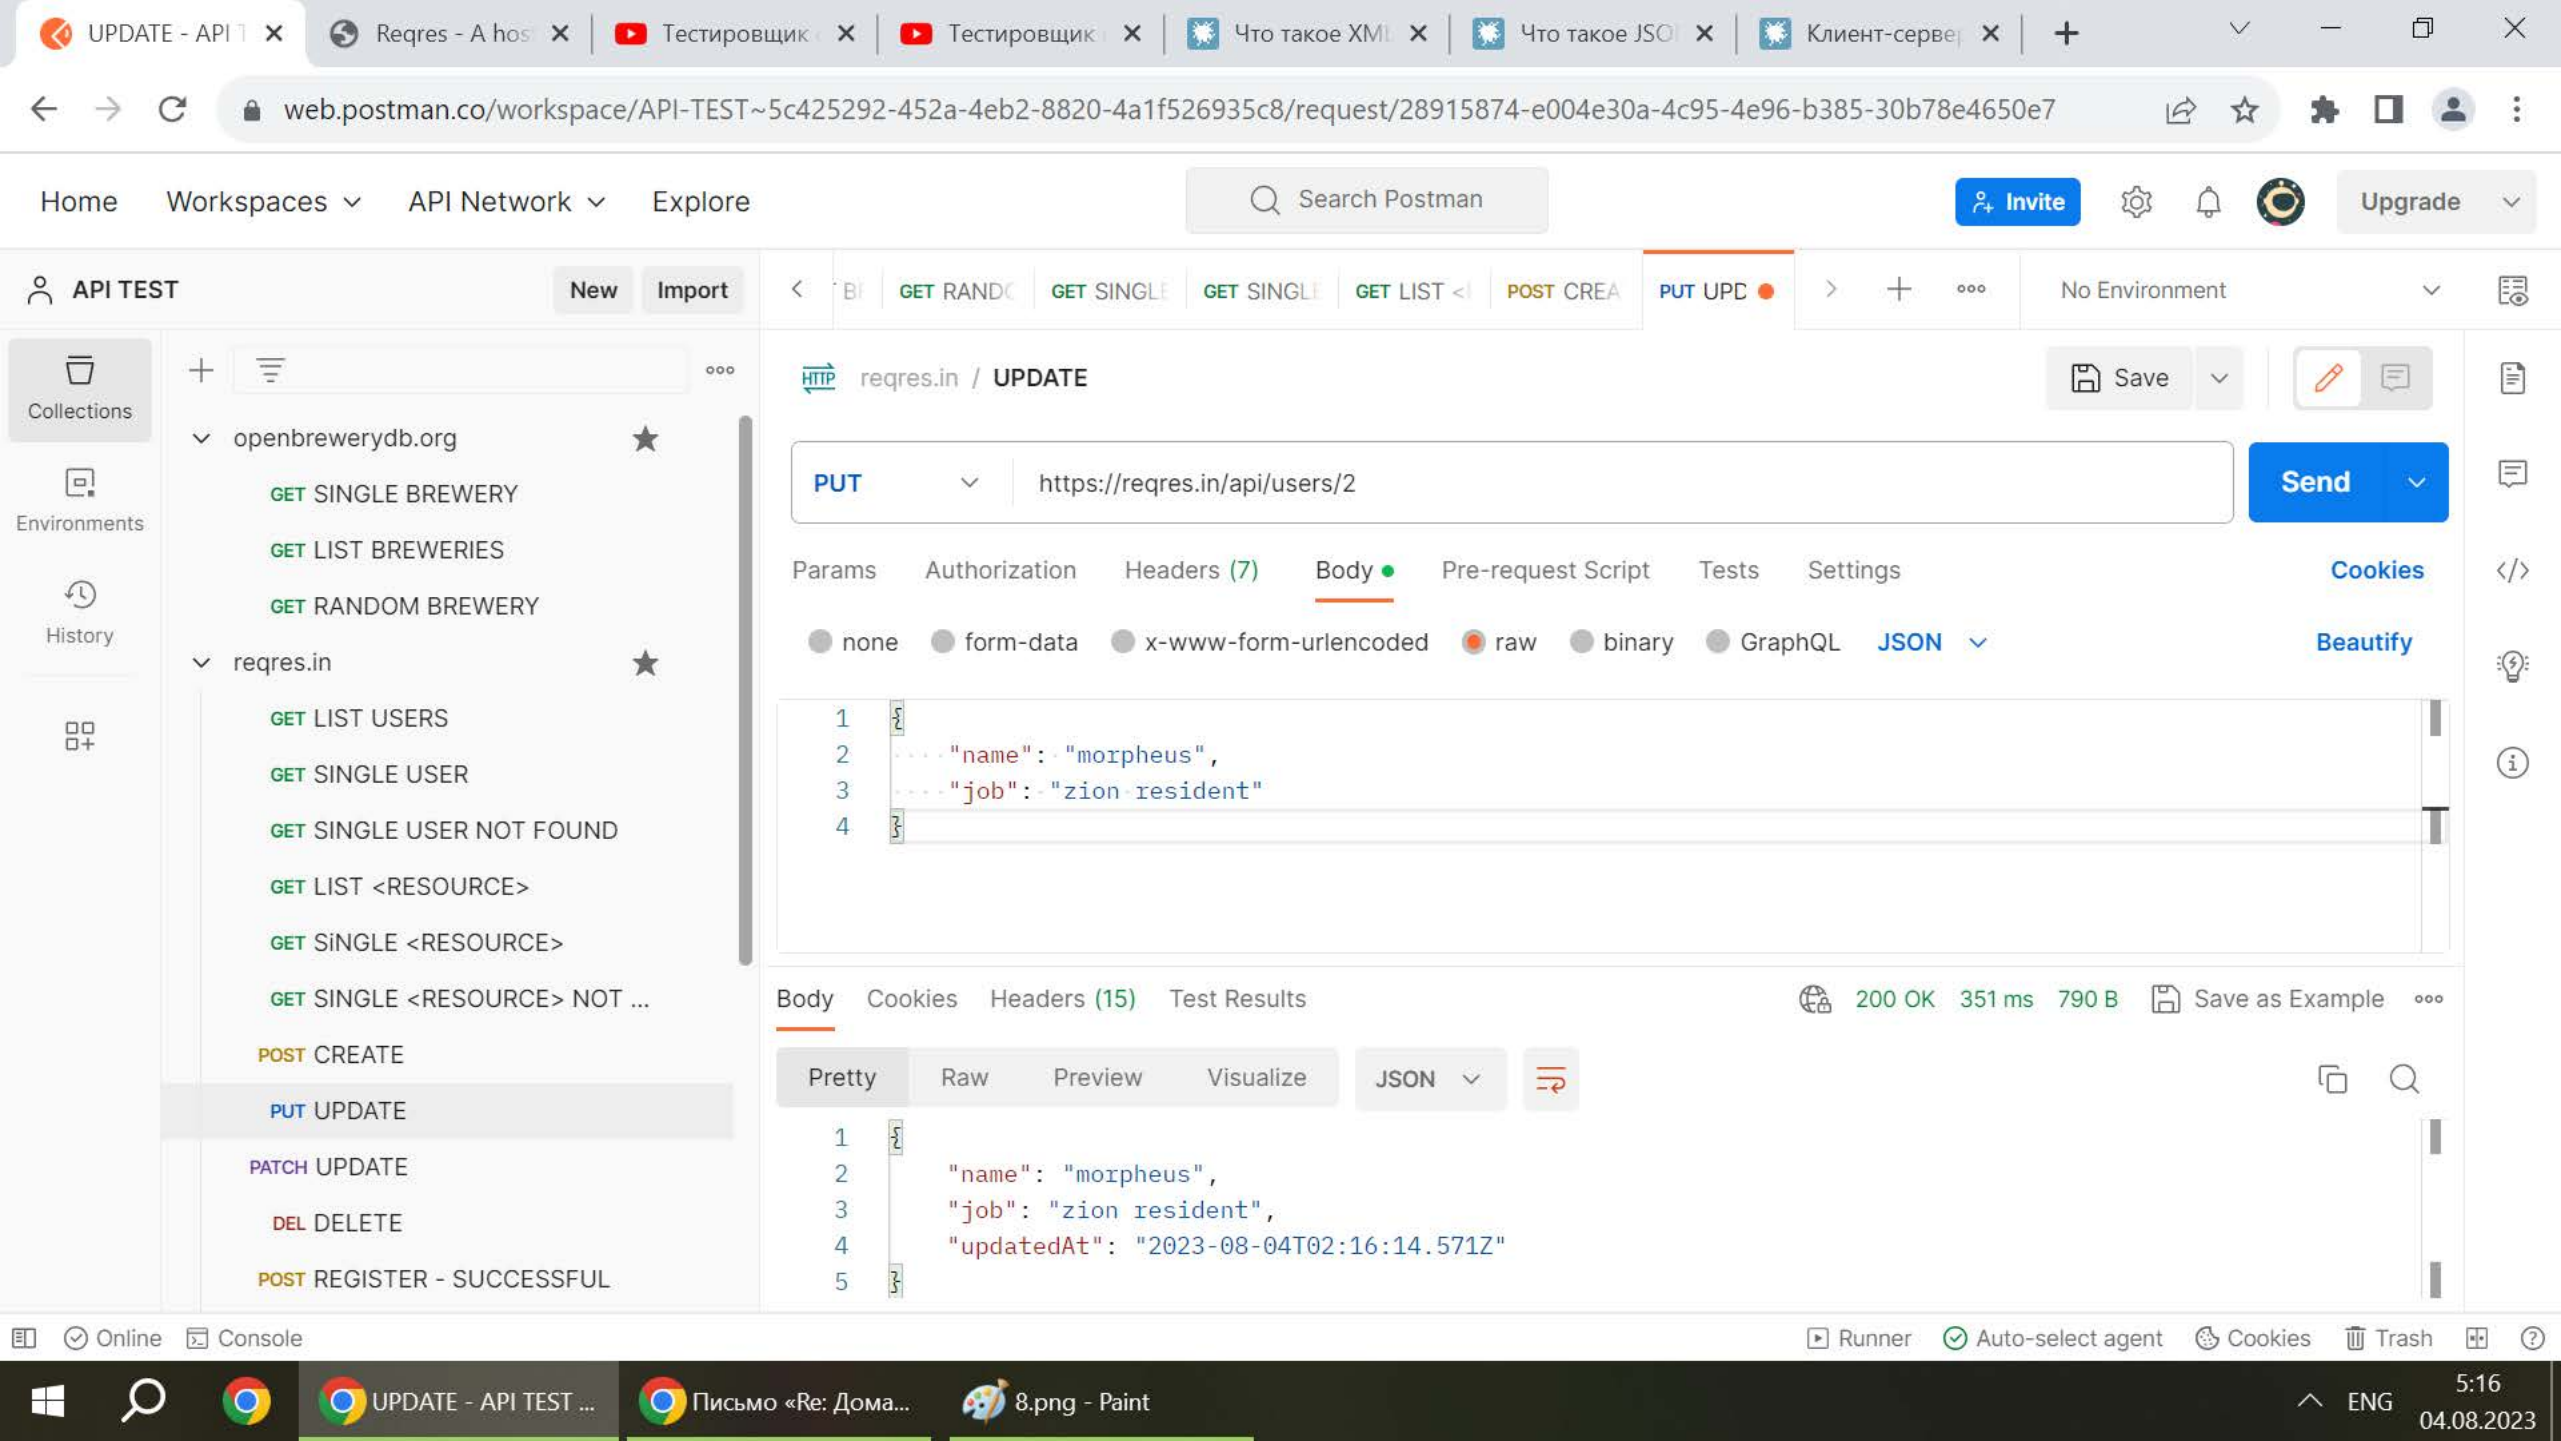 UPDATE - API T
Reqres - A hos
Тестировщик
Тестировщик
Что такое XML
Что такое JSO
Клиент-сервер
web.postman.co/workspace/API-TEST~5c425292-452a-4eb2-8820-4a1f526935c8/request/28915874-e004e30a-4c95-4e96-b385-30b78e4650e7
Home Workspaces API Network Explore
Search Postman
Invite
Upgrade
API TEST
New Import
GET RANDO
GET SINGLE
GET SINGLE
GET LIST <
POST CREA
PUT UPD
No Environment
Collections
Environments
History
openbrewerydb.org
GET SINGLE BREWERY
GET LIST BREWERIES
GET RANDOM BREWERY
reqres.in
GET LIST USERS
GET SINGLE USER
GET SINGLE USER NOT FOUND
GET LIST <RESOURCE>
GET SiNGLE <RESOURCE>
GET SINGLE <RESOURCE> NOT ...
POST CREATE
PUT UPDATE
PATCH UPDATE
DEL DELETE
POST REGISTER - SUCCESSFUL
HTTP reqres.in / UPDATE
Save
PUT https://reqres.in/api/users/2
Send
Params Authorization Headers (7) Body Pre-request Script Tests Settings Cookies
none form-data x-www-form-urlencoded raw binary GraphQL JSON Beautify
1 {
2 "name": "morpheus",
3 "job": "zion resident"
4 }
Body Cookies Headers (15) Test Results 200 OK 351 ms 790 B Save as Example
Pretty Raw Preview Visualize JSON
1 {
2 "name": "morpheus",
3 "job": "zion resident",
4 "updatedAt": "2023-08-04T02:16:14.571Z"
5 }
Online Console Runner Auto-select agent Cookies Trash
UPDATE - API TEST ...
Письмо «Re: Дома...
8.png - Paint
ENG
5:16
04.08.2023